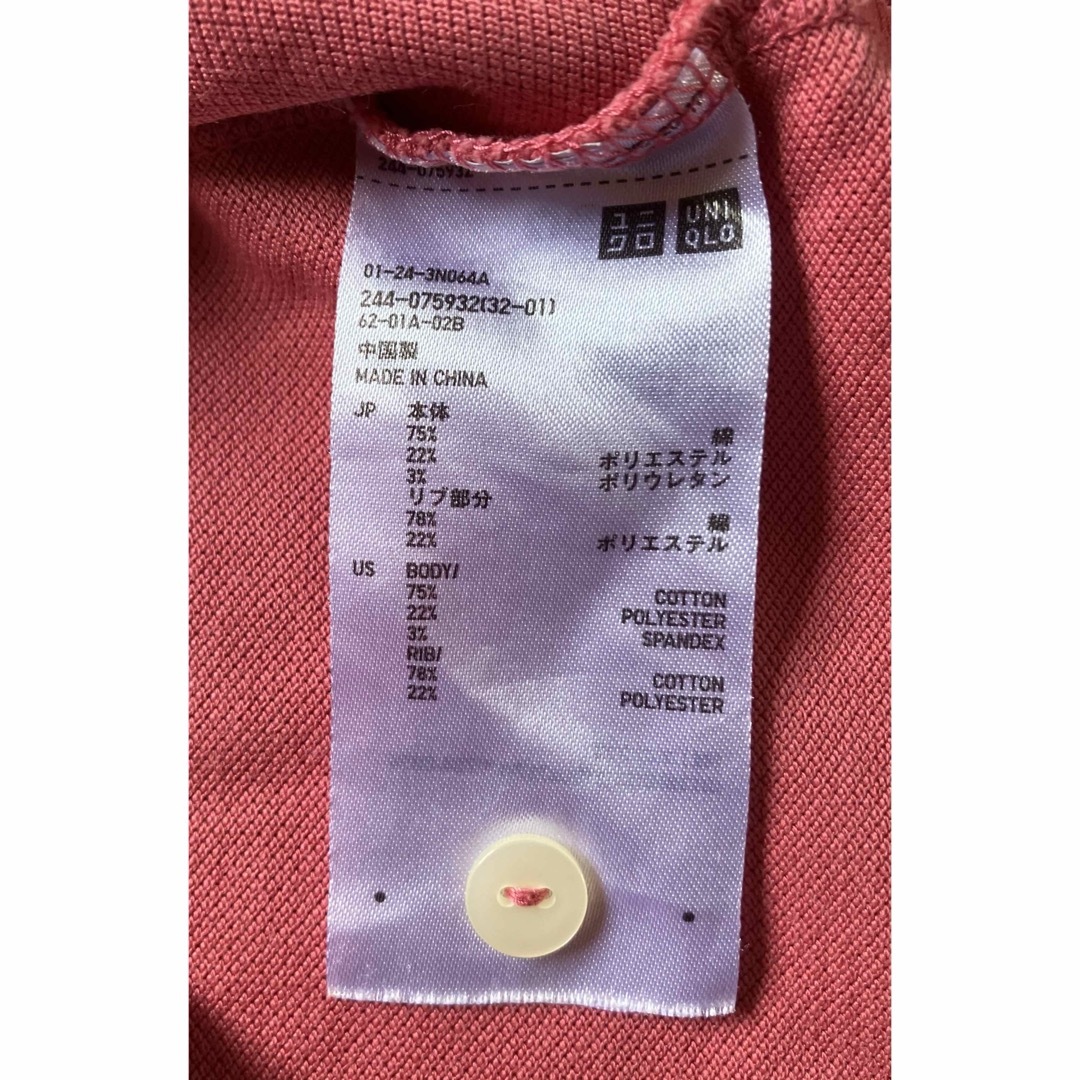 244-075932
ユニ UNI
クロ QLO
01-24-3N064A
244-075932(32-01)
62-01A-02B
中国製
MADE IN CHINA
JP 本体
75% 綿
22% ポリエステル
3% ポリウレタン
リブ部分
78% 綿
22% ポリエステル
US BODY/
75% COTTON
22% POLYESTER
3% SPANDEX
RIB/
78% COTTON
22% POLYESTER